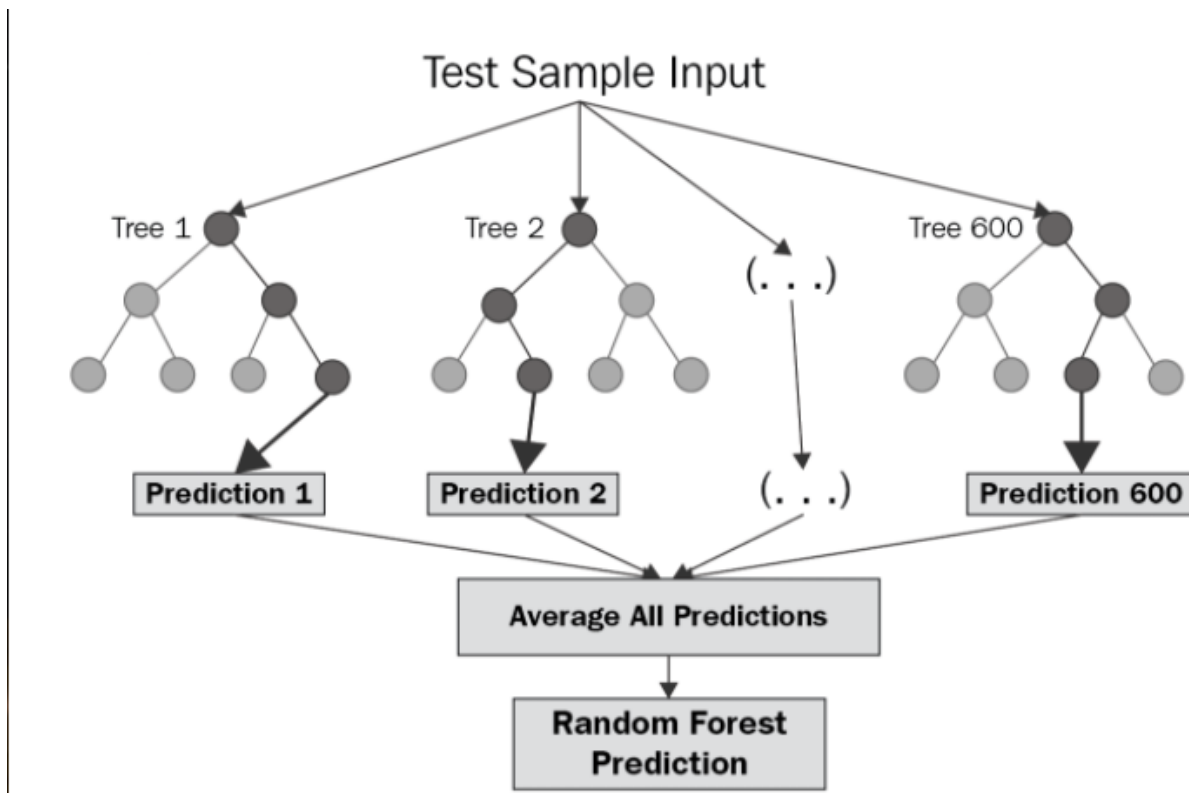 Test Sample Input
Tree 1
Tree 2
Tree 600
(. . .)
Prediction 1
Prediction 2
(. . .)
Prediction 600
Average All Predictions
Random Forest
Prediction